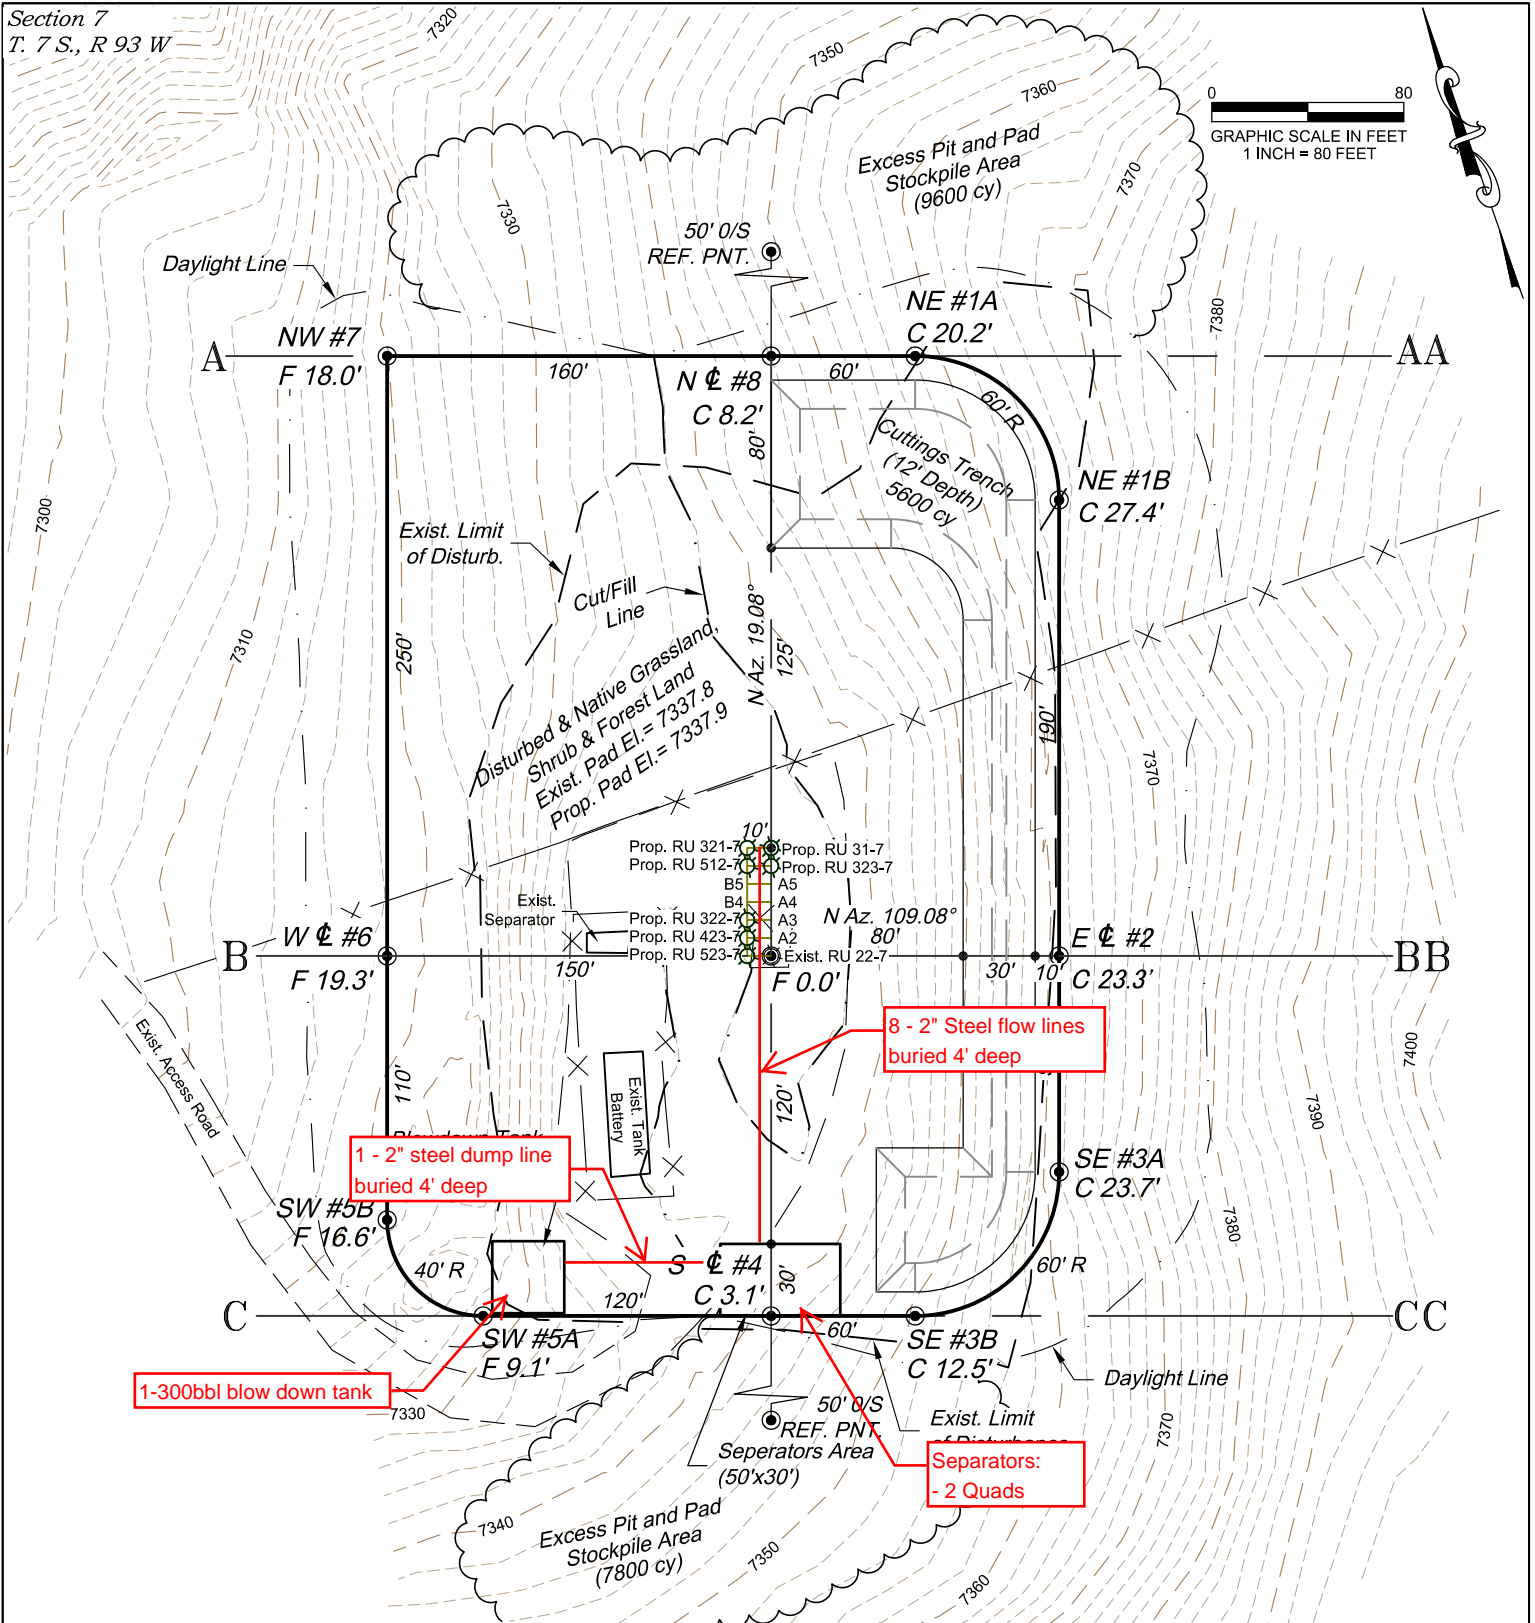 Section 7
T. 7 S., R 93 W
7320
7350
7360
0 80
GRAPHIC SCALE IN FEET
1 INCH = 80 FEET
Excess Pit and Pad
Stockpile Area
(9600 cy)
7370
7330
50' 0/S
REF. PNT.
Daylight Line
NE #1A
C 20.2'
7380
NW #7
F 18.0'
A
AA
160'
N ℄ #8
C 8.2'
60'
60' R
80'
Cuttings Trench
(12' Depth)
5600 cy
NE #1B
C 27.4'
7300
Exist. Limit
of Disturb.
Cut/Fill
Line
N Az. 19.08°
125'
7310
250'
Disturbed & Native Grassland,
Shrub & Forest Land
Exist. Pad El.= 7337.8
Prop. Pad El.= 7337.9
190'
7370
10'
Prop. RU 321-7
Prop. RU 31-7
Prop. RU 512-7
Prop. RU 323-7
B5 A5
B4 A4
Prop. RU 322-7
A3
Prop. RU 423-7
A2
Prop. RU 523-7
Exist. RU 22-7
Exist.
Separator
N Az. 109.08°
80'
W ℄ #6
F 19.3'
B
BB
150'
F 0.0'
30'
10'
E ℄ #2
C 23.3'
8 - 2" Steel flow lines
buried 4' deep
7400
Exist. Access Road
110'
Exist. Tank
Battery
120'
7390
Blowdown Tank
1 - 2" steel dump line
buried 4' deep
SE #3A
C 23.7'
SW #5B
F 16.6'
7380
40' R
S ℄ #4
C 3.1'
30'
60' R
C
CC
120'
60'
SW #5A
F 9.1'
SE #3B
C 12.5'
1-300bbl blow down tank
Daylight Line
7330
50' 0/S
REF. PNT.
Exist. Limit
of Disturbance
7370
Seperators Area
(50'x30')
Separators:
- 2 Quads
7340
Excess Pit and Pad
Stockpile Area
(7800 cy)
7350
7360